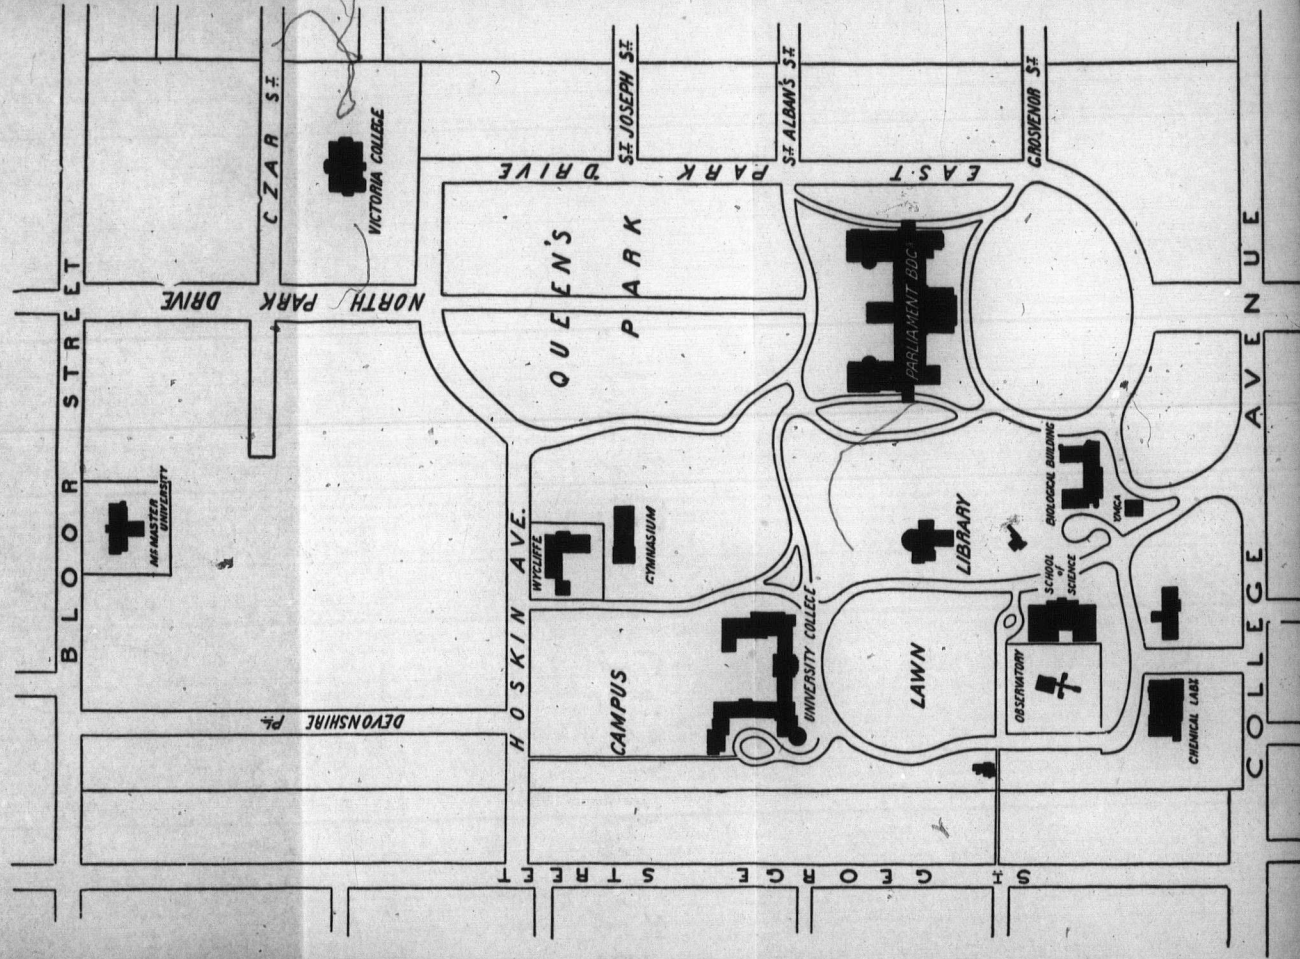 BLOOR STREET
CZAR ST.
VICTORIA COLLEGE
NORTH PARK DRIVE
ST. JOSEPH ST.
ST. ALBAN'S ST.
GROSVENOR ST.
EAST PARK DRIVE
QUEEN'S
PARK
PARLIAMENT BDGS
COLLEGE AVENUE
MCMASTER
UNIVERSITY
HOSKIN AVE.
WYCLIFFE
GYMNASIUM
LIBRARY
BIOLOGICAL BUILDING
YMCA
SCHOOL
of
SCIENCE
UNIVERSITY COLLEGE
CAMPUS
LAWN
OBSERVATORY
CHEMICAL LABS
DEVONSHIRE PL.
ST. GEORGE STREET